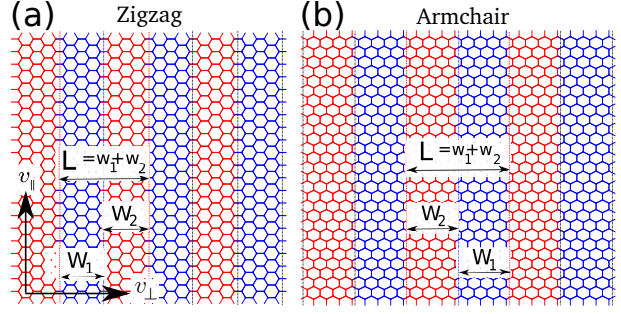 (a) Zigzag
(b) Armchair
L =w₁+w₂
v∥
W₂
W₁
v⊥
L =w₁+w₂
W₂
W₁